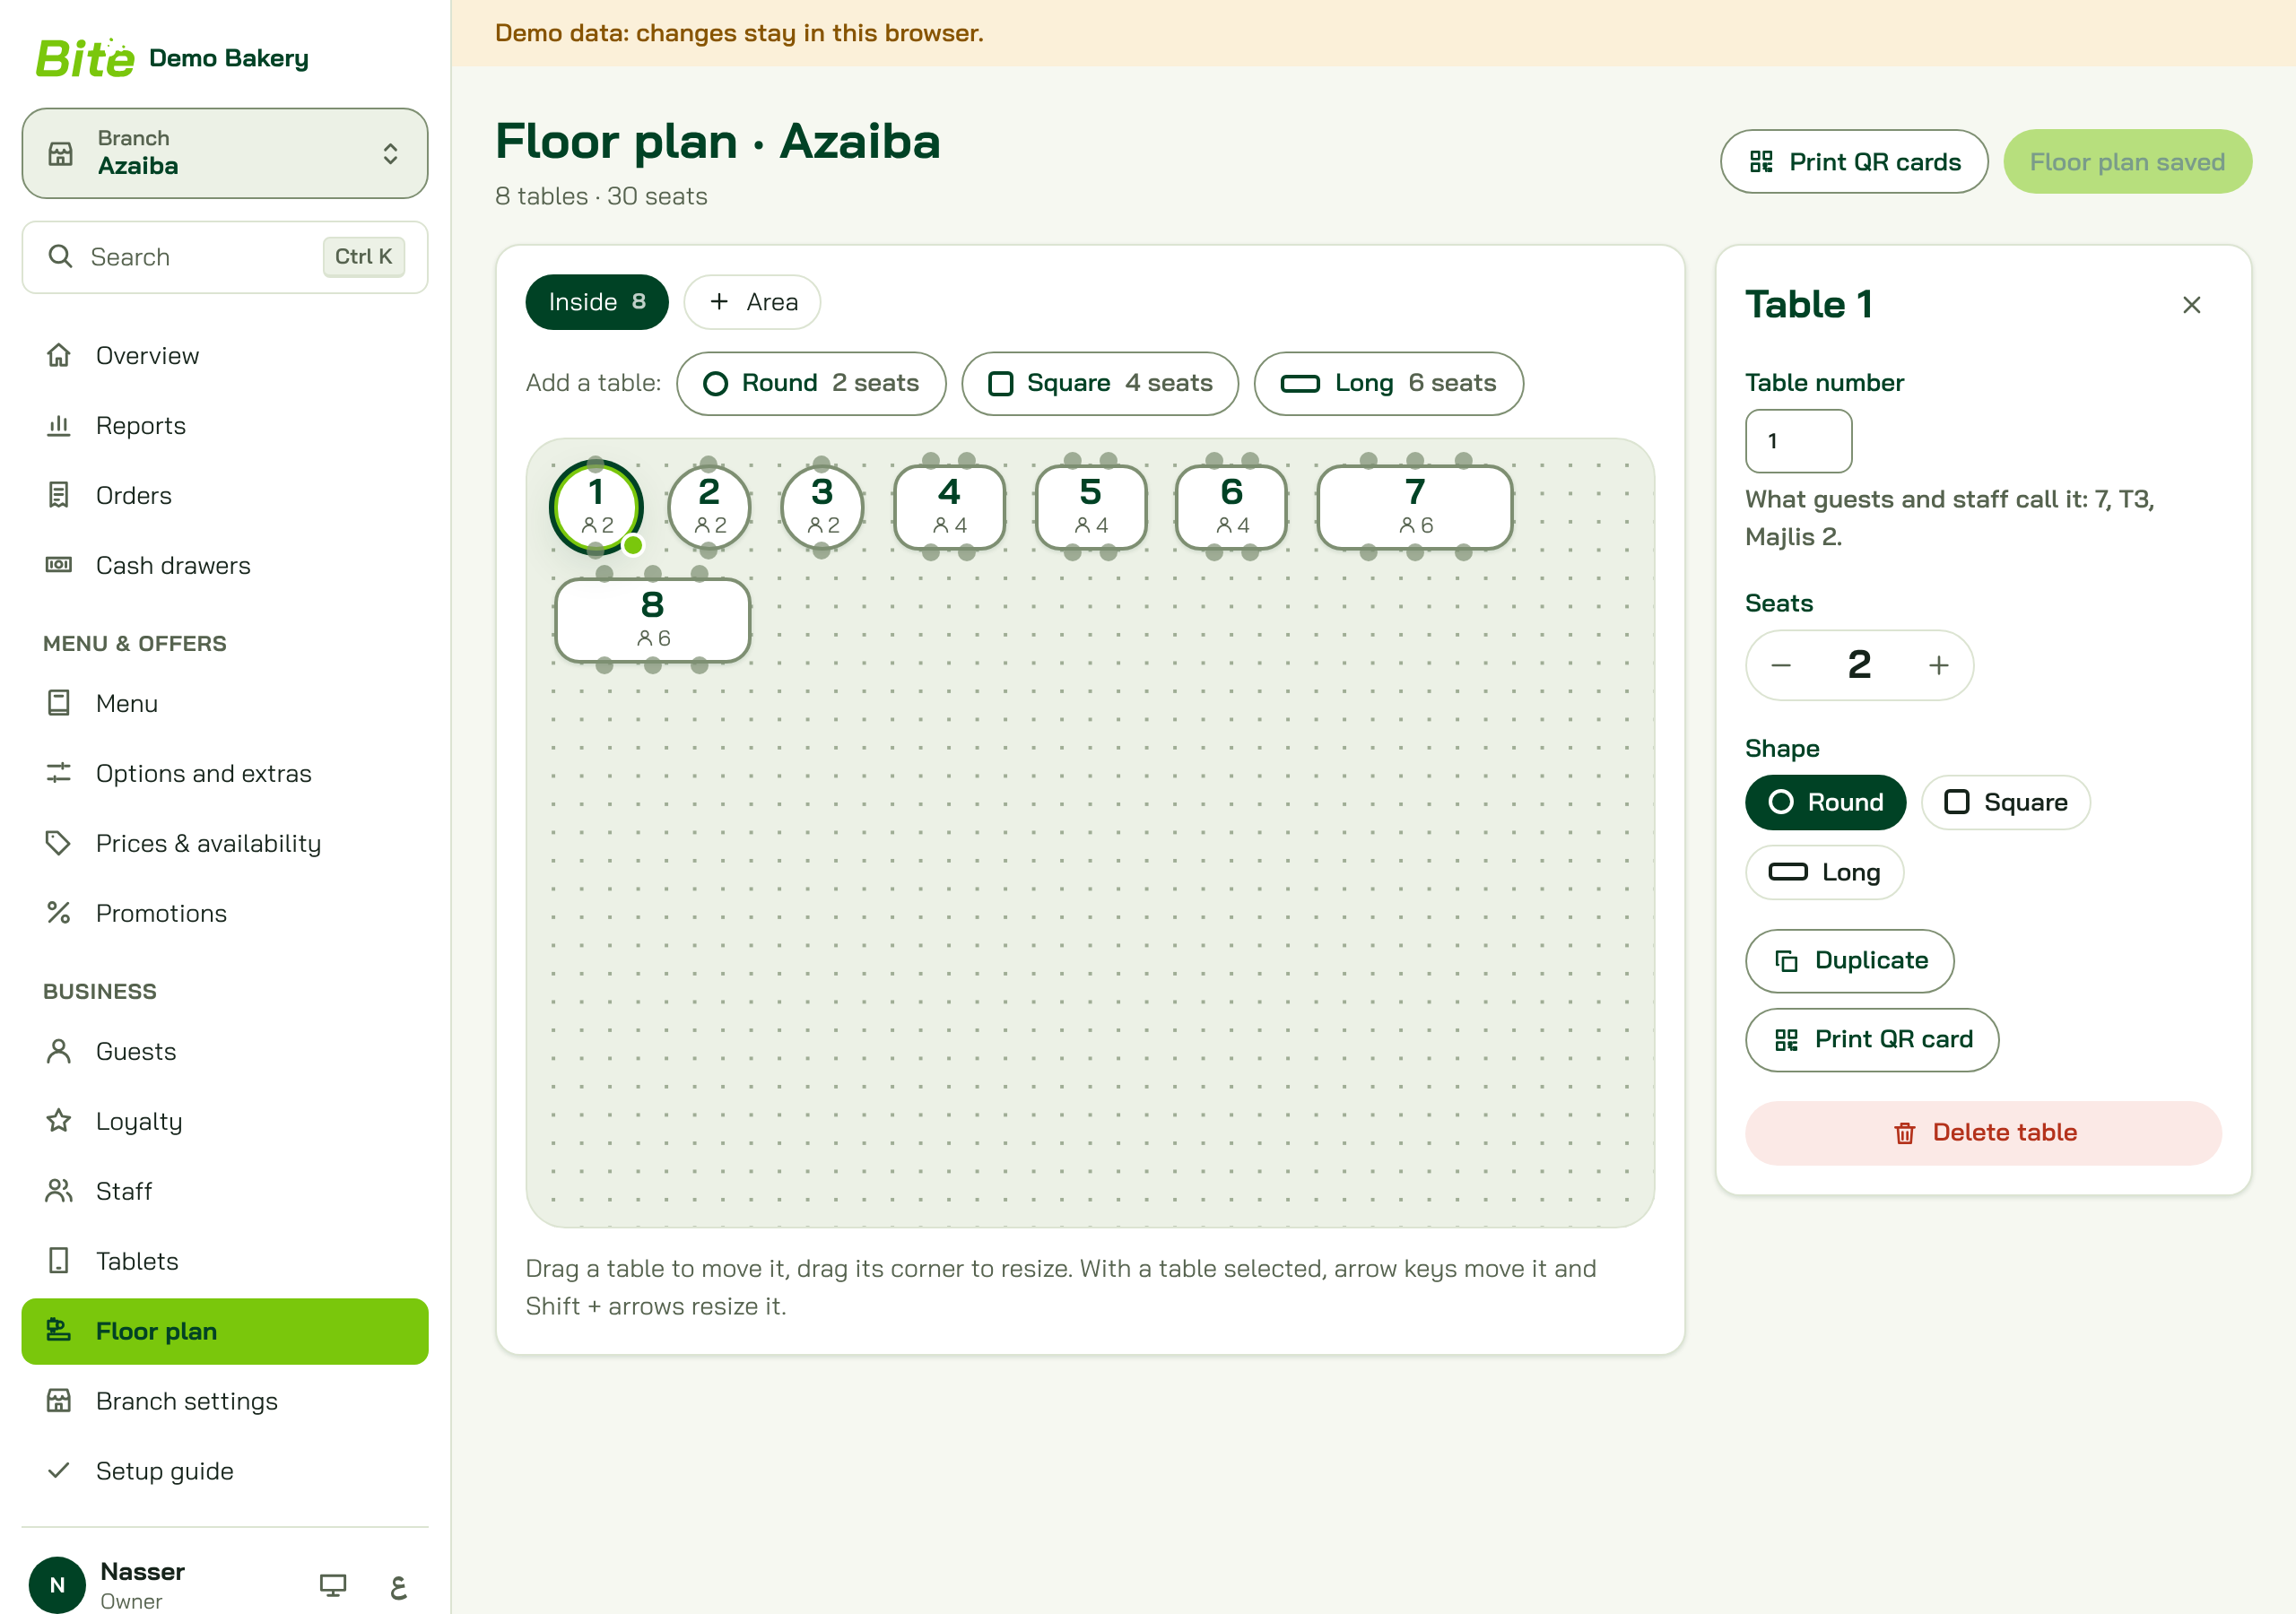 Bite Demo Bakery
Branch
Azaiba
Search Ctrl K
Overview
Reports
Orders
Cash drawers
MENU & OFFERS
Menu
Options and extras
Prices & availability
Promotions
BUSINESS
Guests
Loyalty
Staff
Tablets
Floor plan
Branch settings
Setup guide
N
Nasser
Owner
ع
Demo data: changes stay in this browser.
Floor plan · Azaiba
8 tables · 30 seats
Print QR cards
Floor plan saved
Inside 8
+ Area
Add a table: Round 2 seats Square 4 seats Long 6 seats
1 2 3 4 5 6 7
2 2 2 4 4 4 6
8
6
Drag a table to move it, drag its corner to resize. With a table selected, arrow keys move it and
Shift + arrows resize it.
Table 1
Table number
1
What guests and staff call it: 7, T3,
Majlis 2.
Seats
− 2 +
Shape
Round Square
Long
Duplicate
Print QR card
Delete table